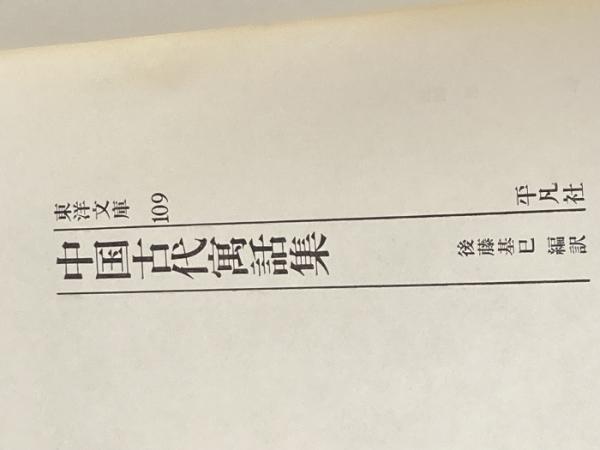 東洋文庫 109
中国古代寓話集
後藤基巳 編訳
平凡社